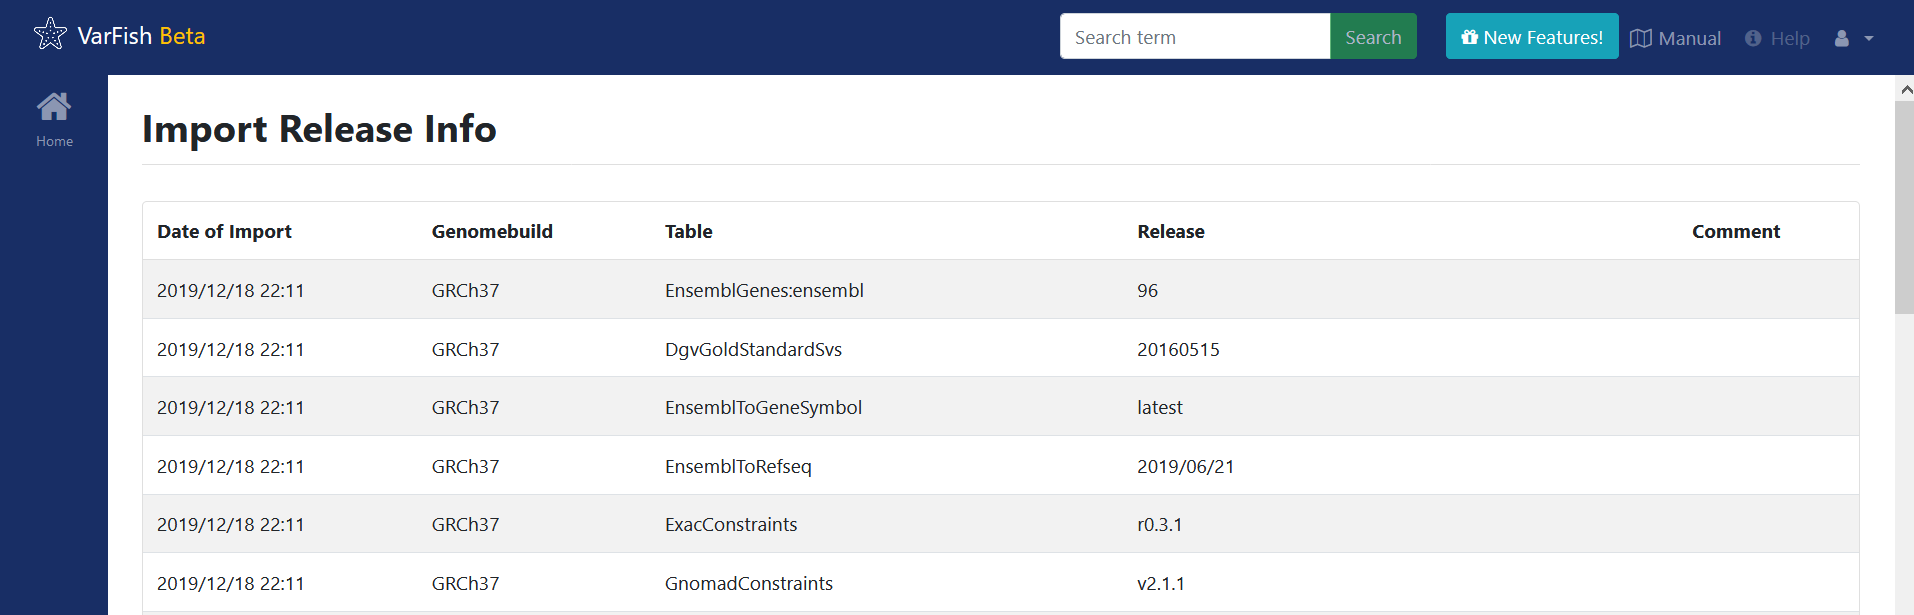 VarFish Beta
Search term
Search
New Features!
Manual
Help
Home
Import Release Info
Date of Import Genomebuild Table Release Comment
2019/12/18 22:11 GRCh37 EnsemblGenes:ensembl 96
2019/12/18 22:11 GRCh37 DgvGoldStandardSvs 20160515
2019/12/18 22:11 GRCh37 EnsemblToGeneSymbol latest
2019/12/18 22:11 GRCh37 EnsemblToRefseq 2019/06/21
2019/12/18 22:11 GRCh37 ExacConstraints r0.3.1
2019/12/18 22:11 GRCh37 GnomadConstraints v2.1.1